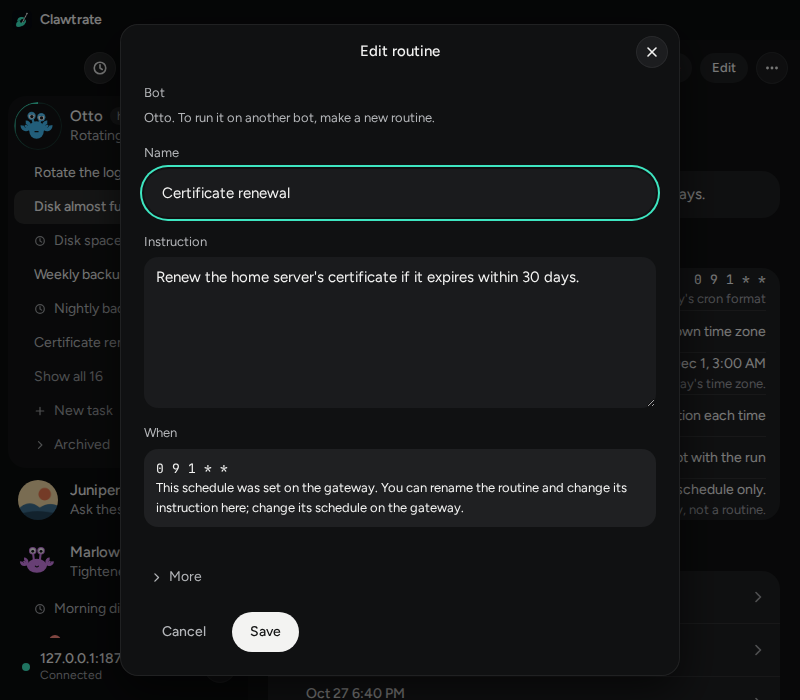 Clawtrate
Edit routine
Edit
Bot
Otto. To run it on another bot, make a new routine.
Otto
Rotating
Name
Certificate renewal
Rotate the log
Disk almost fu
ays.
Disk space
Instruction
Renew the home server's certificate if it expires within 30 days.
Weekly backu
Nightly bac
Certificate ren
Show all 16
New task
Archived
0 9 1 * *
y's cron format
wn time zone
ec 1, 3:00 AM
ay's time zone.
tion each time
ot with the run
schedule only.
y, not a routine.
When
0 9 1 * *
This schedule was set on the gateway. You can rename the routine and change its
instruction here; change its schedule on the gateway.
Juniper
Ask thes
Marlow
Tightene
More
Morning di
Cancel
Save
127.0.0.1:187
Connected
Oct 27 6:40 PM